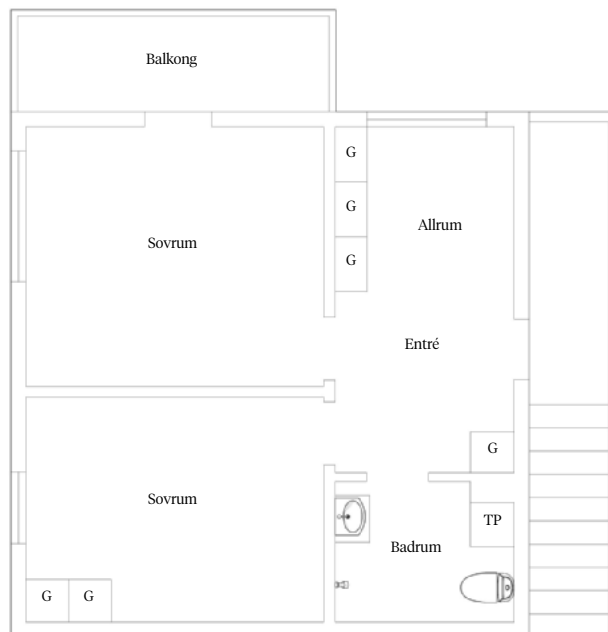 Balkong
G
G
G
Allrum
Sovrum
Entré
G
Sovrum
TP
Badrum
G G